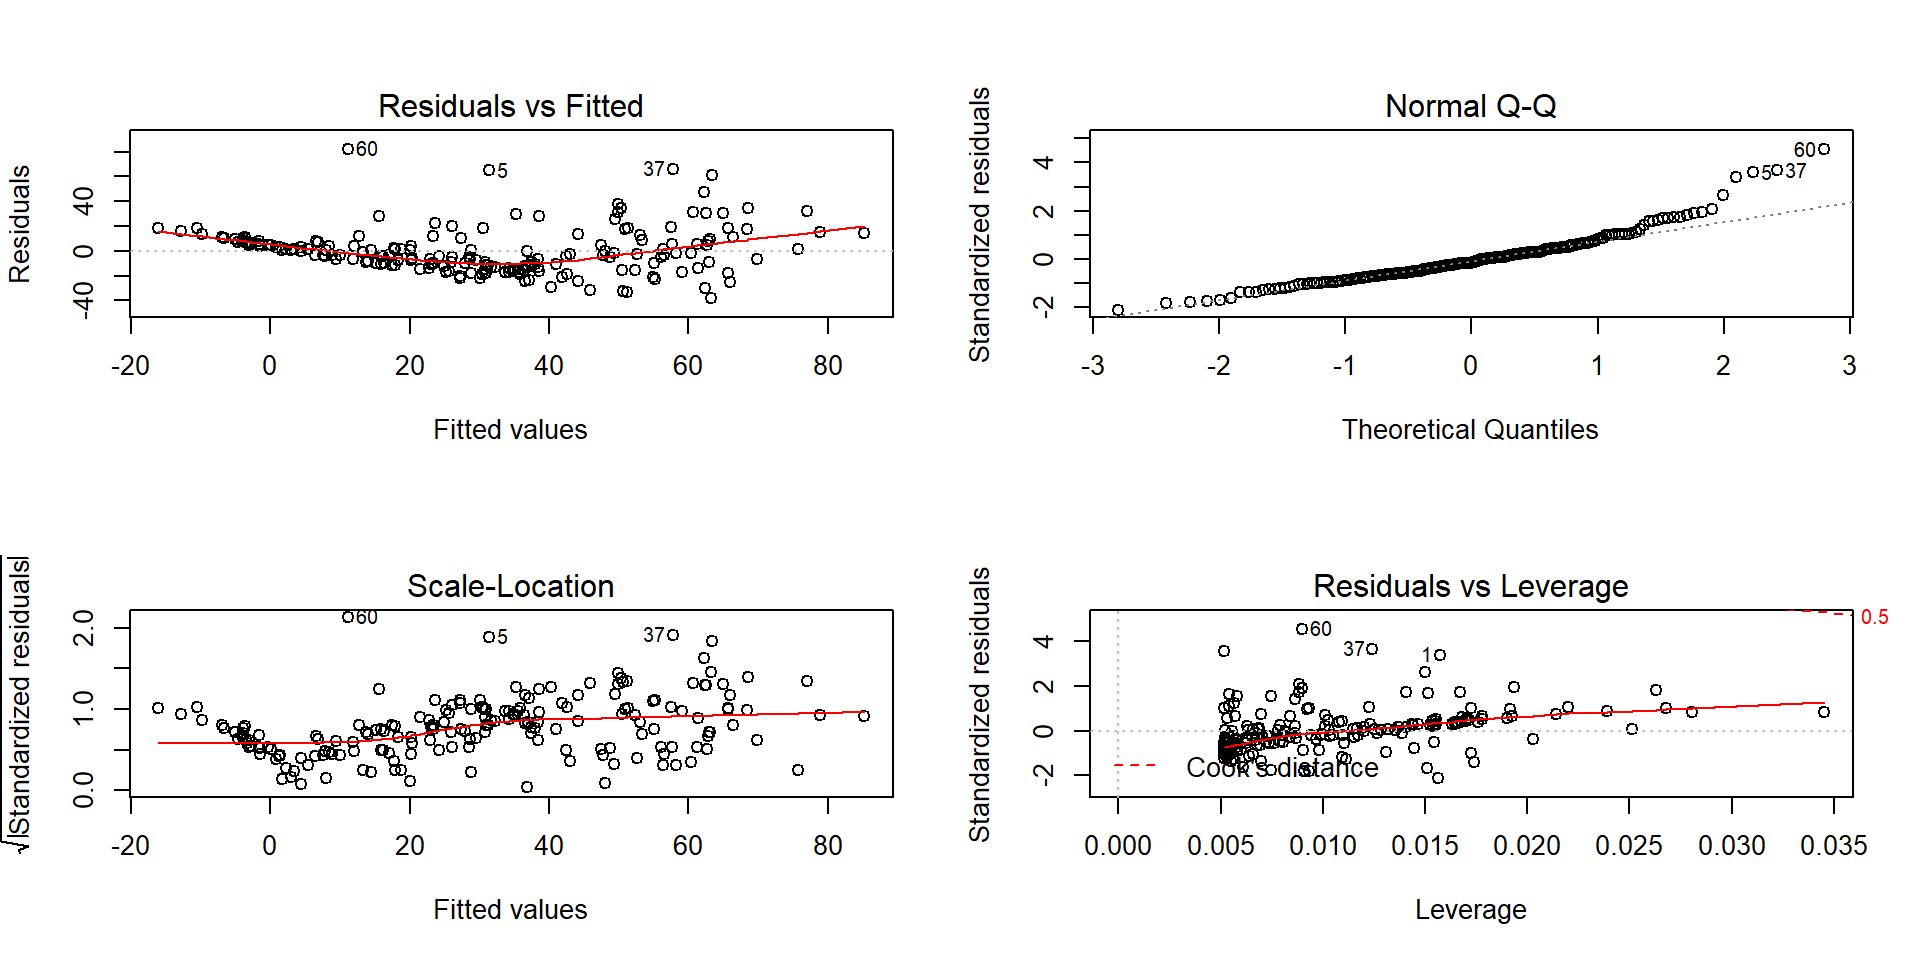 Residuals vs Fitted
Residuals
-40 0 40
60
5
37
-20 0 20 40 60 80
Fitted values
Normal Q-Q
Standardized residuals
-2 0 2 4
60
5
37
-3 -2 -1 0 1 2 3
Theoretical Quantiles
Scale-Location
√|Standardized residuals|
0.0 1.0 2.0
60
5
37
-20 0 20 40 60 80
Fitted values
Residuals vs Leverage
Standardized residuals
-2 0 2 4
60
37
1
0.5
Cook's distance
0.000 0.005 0.010 0.015 0.020 0.025 0.030 0.035
Leverage